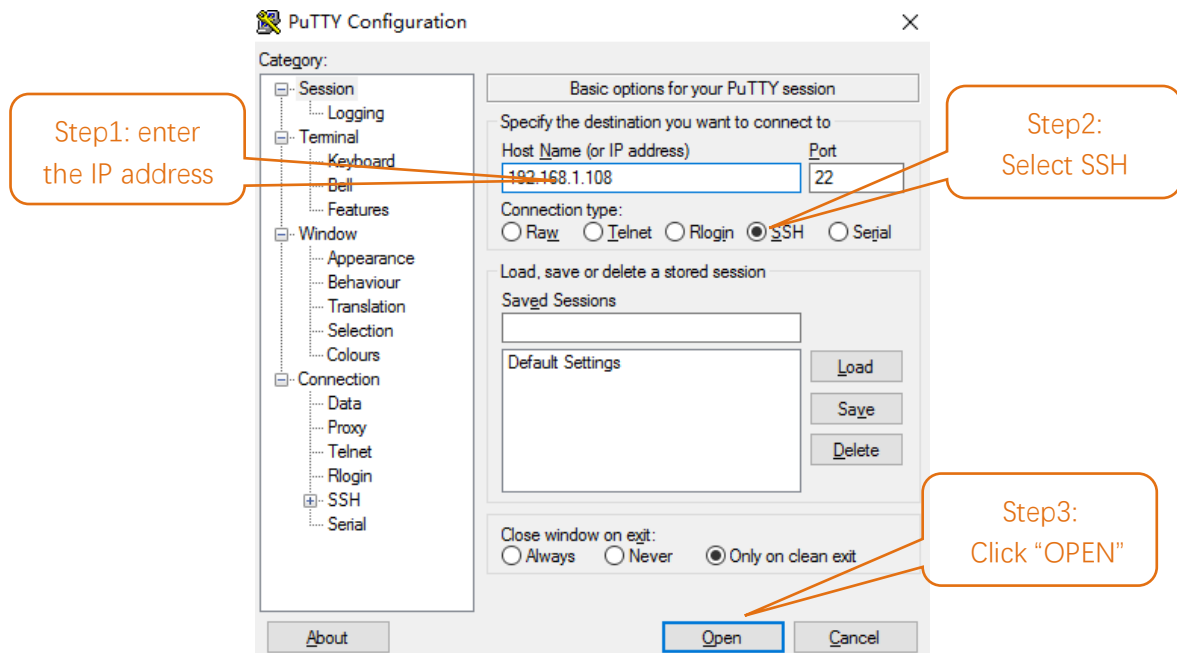 PuTTY Configuration
Category:
Session
Logging
Terminal
Keyboard
Bell
Features
Window
Appearance
Behaviour
Translation
Selection
Colours
Connection
Data
Proxy
Telnet
Rlogin
SSH
Serial
Basic options for your PuTTY session
Specify the destination you want to connect to
Host Name (or IP address) Port
192.168.1.108 22
Connection type:
Raw Telnet Rlogin SSH Serial
Load, save or delete a stored session
Saved Sessions
Default Settings
Load
Save
Delete
Close window on exit:
Always Never Only on clean exit
About Open Cancel
Step1: enter
the IP address
Step2:
Select SSH
Step3:
Click “OPEN”